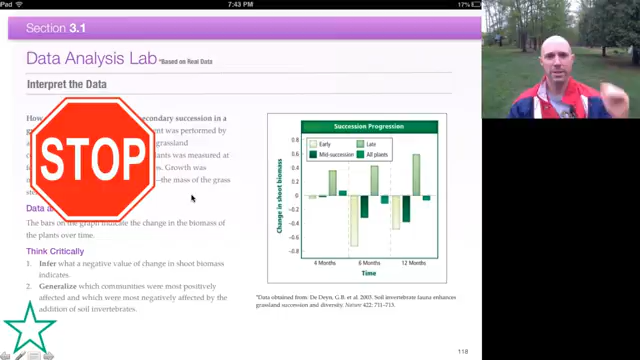 Pad
7:43 PM
17%
Section 3.1
Data Analysis Lab *Based on Real Data
Interpret the Data
secondary succession in a
was performed by
grassland
was measured at
Growth was
—the mass of the grass
The bars on the graph indicate the change in the biomass of
the plants over time.
Think Critically
1. Infer what a negative value of change in shoot biomass
indicates.
2. Generalize which communities were most positively
affected and which were most negatively affected by the
addition of soil invertebrates.
STOP
Succession Progression
Early
Late
Mid-succession
All plants
Change in shoot biomass
0.8
0.6
0.4
0.2
0
−0.2
−0.4
−0.6
−0.8
4 Months
6 Months
12 Months
Time
*Data obtained from: De Deyn, G.B. et al. 2003. Soil invertebrate fauna enhances
grassland succession and diversity. Nature 422: 711–713.
118